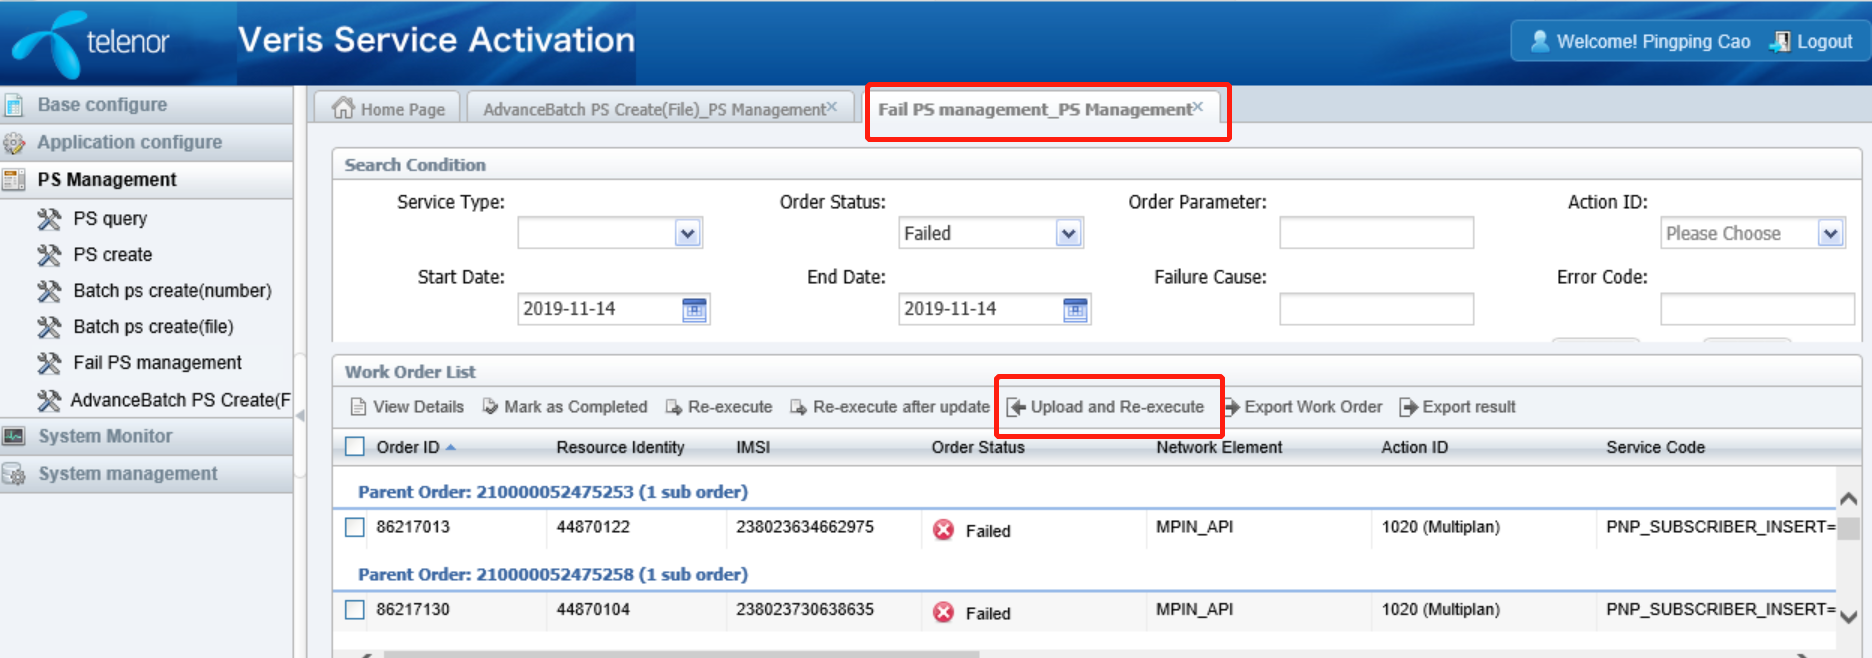 telenor Veris Service Activation Welcome! Pingping Cao Logout
Base configure
Application configure
PS Management
PS query
PS create
Batch ps create(number)
Batch ps create(file)
Fail PS management
AdvanceBatch PS Create(F
System Monitor
System management
Home Page AdvanceBatch PS Create(File)_PS Management× Fail PS management_PS Management×
Search Condition
Service Type: Order Status: Failed Order Parameter: Action ID: Please Choose
Start Date: 2019-11-14 End Date: 2019-11-14 Failure Cause: Error Code:
Work Order List
View Details Mark as Completed Re-execute Re-execute after update Upload and Re-execute Export Work Order Export result
Order ID Resource Identity IMSI Order Status Network Element Action ID Service Code
Parent Order: 210000052475253 (1 sub order)
86217013 44870122 238023634662975 Failed MPIN_API 1020 (Multiplan) PNP_SUBSCRIBER_INSERT=
Parent Order: 210000052475258 (1 sub order)
86217130 44870104 238023730638635 Failed MPIN_API 1020 (Multiplan) PNP_SUBSCRIBER_INSERT=